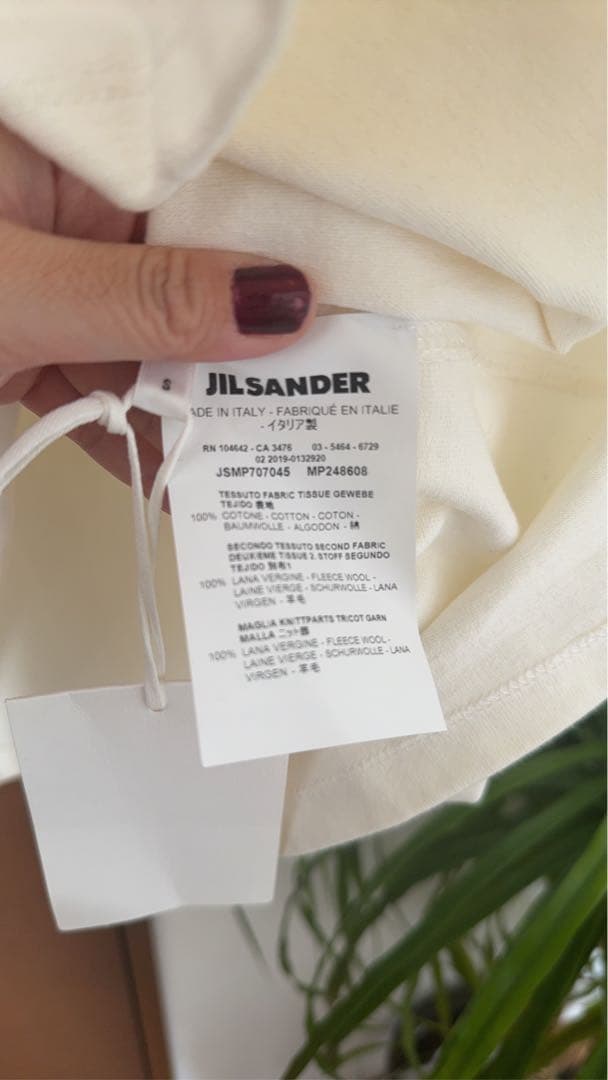 S
JILSANDER
ADE IN ITALY - FABRIQUÉ EN ITALIE
- イタリア製
RN 104642 - CA 3476 03 - 5464 - 6729
02 2019-0132920
JSMP707045 MP248608
TESSUTO FABRIC TISSUE GEWEBE
TEJIDO 表地
100% COTONE - COTTON - COTON -
BAUMWOLLE - ALGODON - 綿
SECONDO TESSUTO SECOND FABRIC
DEUXIEME TISSUE 2. STOFF SEGUNDO
TEJIDO 別布1
100% LANA VERGINE - FLEECE WOOL -
LAINE VIERGE - SCHURWOLLE - LANA
VIRGEN - 羊毛
MAGLIA KNITTPARTS TRICOT GARN
MALLA ニット部
100% LANA VERGINE - FLEECE WOOL -
LAINE VIERGE - SCHURWOLLE - LANA
VIRGEN - 羊毛